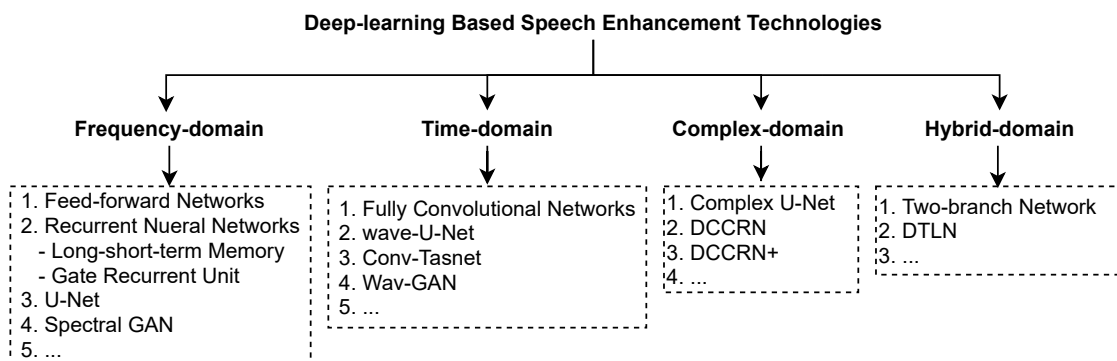 Deep-learning Based Speech Enhancement Technologies
Frequency-domain
Time-domain
Complex-domain
Hybrid-domain
1. Feed-forward Networks
2. Recurrent Nueral Networks
- Long-short-term Memory
- Gate Recurrent Unit
3. U-Net
4. Spectral GAN
5. ...
1. Fully Convolutional Networks
2. wave-U-Net
3. Conv-Tasnet
4. Wav-GAN
5. ...
1. Complex U-Net
2. DCCRN
3. DCCRN+
4. ...
1. Two-branch Network
2. DTLN
3. ...